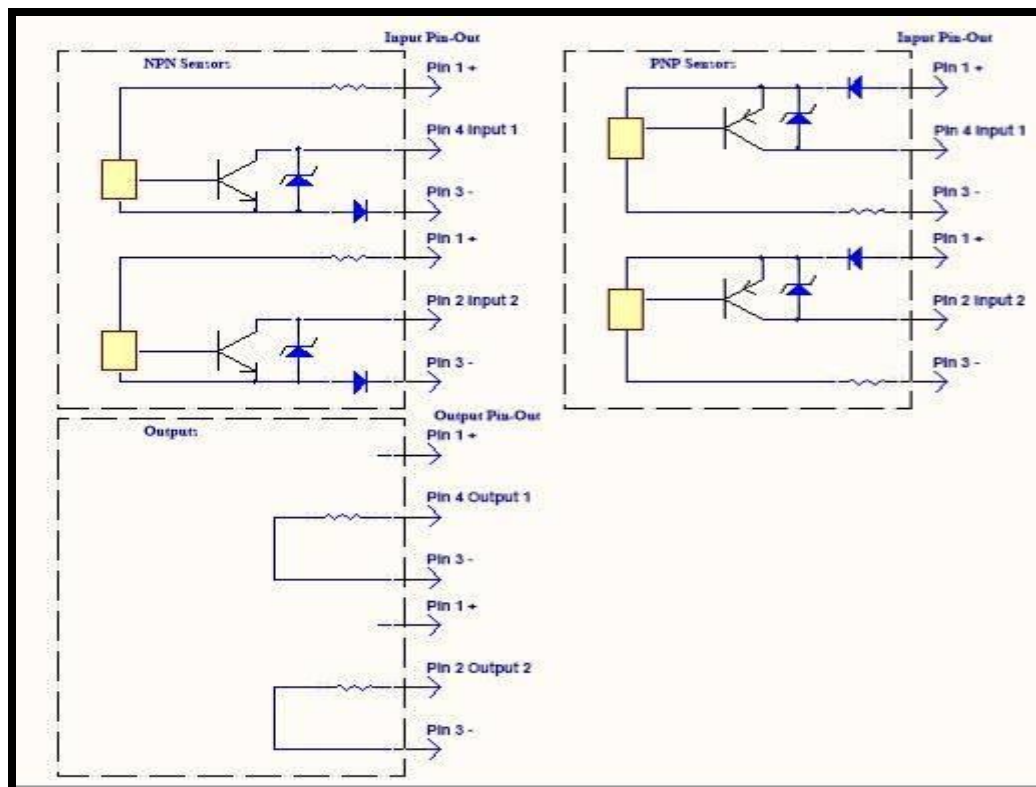 Input Pin-Out
NPN Sensors
Pin 1 +
Pin 4 Input 1
Pin 3 -
Pin 1 +
Pin 2 Input 2
Pin 3 -
Input Pin-Out
PNP Sensors
Pin 1 +
Pin 4 Input 1
Pin 3 -
Pin 1 +
Pin 2 Input 2
Pin 3 -
Output Pin-Out
Outputs
Pin 1 +
Pin 4 Output 1
Pin 3 -
Pin 1 +
Pin 2 Output 2
Pin 3 -